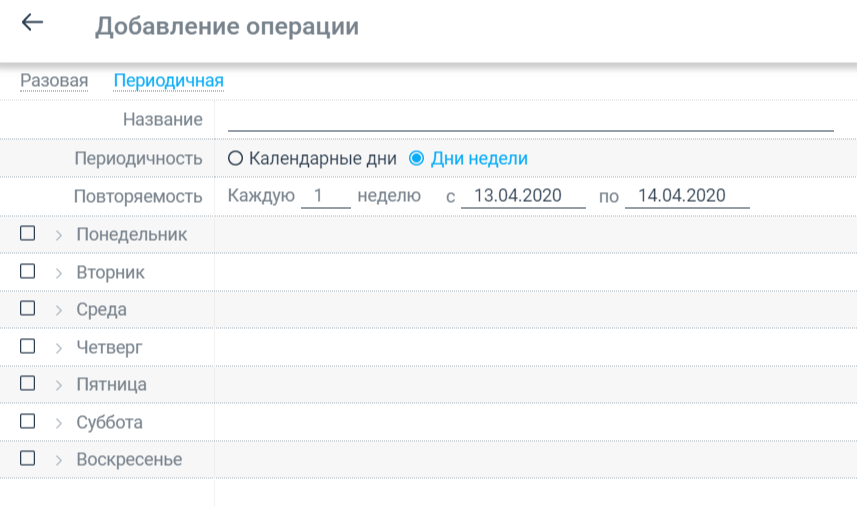 Добавление операции
Разовая Периодичная
Название
Периодичность Календарные дни Дни недели
Повторяемость Каждую 1 неделю с 13.04.2020 по 14.04.2020
Понедельник
Вторник
Среда
Четверг
Пятница
Суббота
Воскресенье